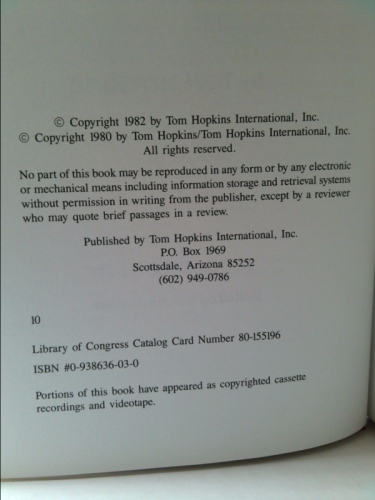 © Copyright 1982 by Tom Hopkins International, Inc.
© Copyright 1980 by Tom Hopkins/Tom Hopkins International, Inc.
All rights reserved.
No part of this book may be reproduced in any form or by any electronic
or mechanical means including information storage and retrieval systems
without permission in writing from the publisher, except by a reviewer
who may quote brief passages in a review.
Published by Tom Hopkins International, Inc.
P.O. Box 1969
Scottsdale, Arizona 85252
(602) 949-0786
10
Library of Congress Catalog Card Number 80-155196
ISBN #0-938636-03-0
Portions of this book have appeared as copyrighted cassette
recordings and videotape.